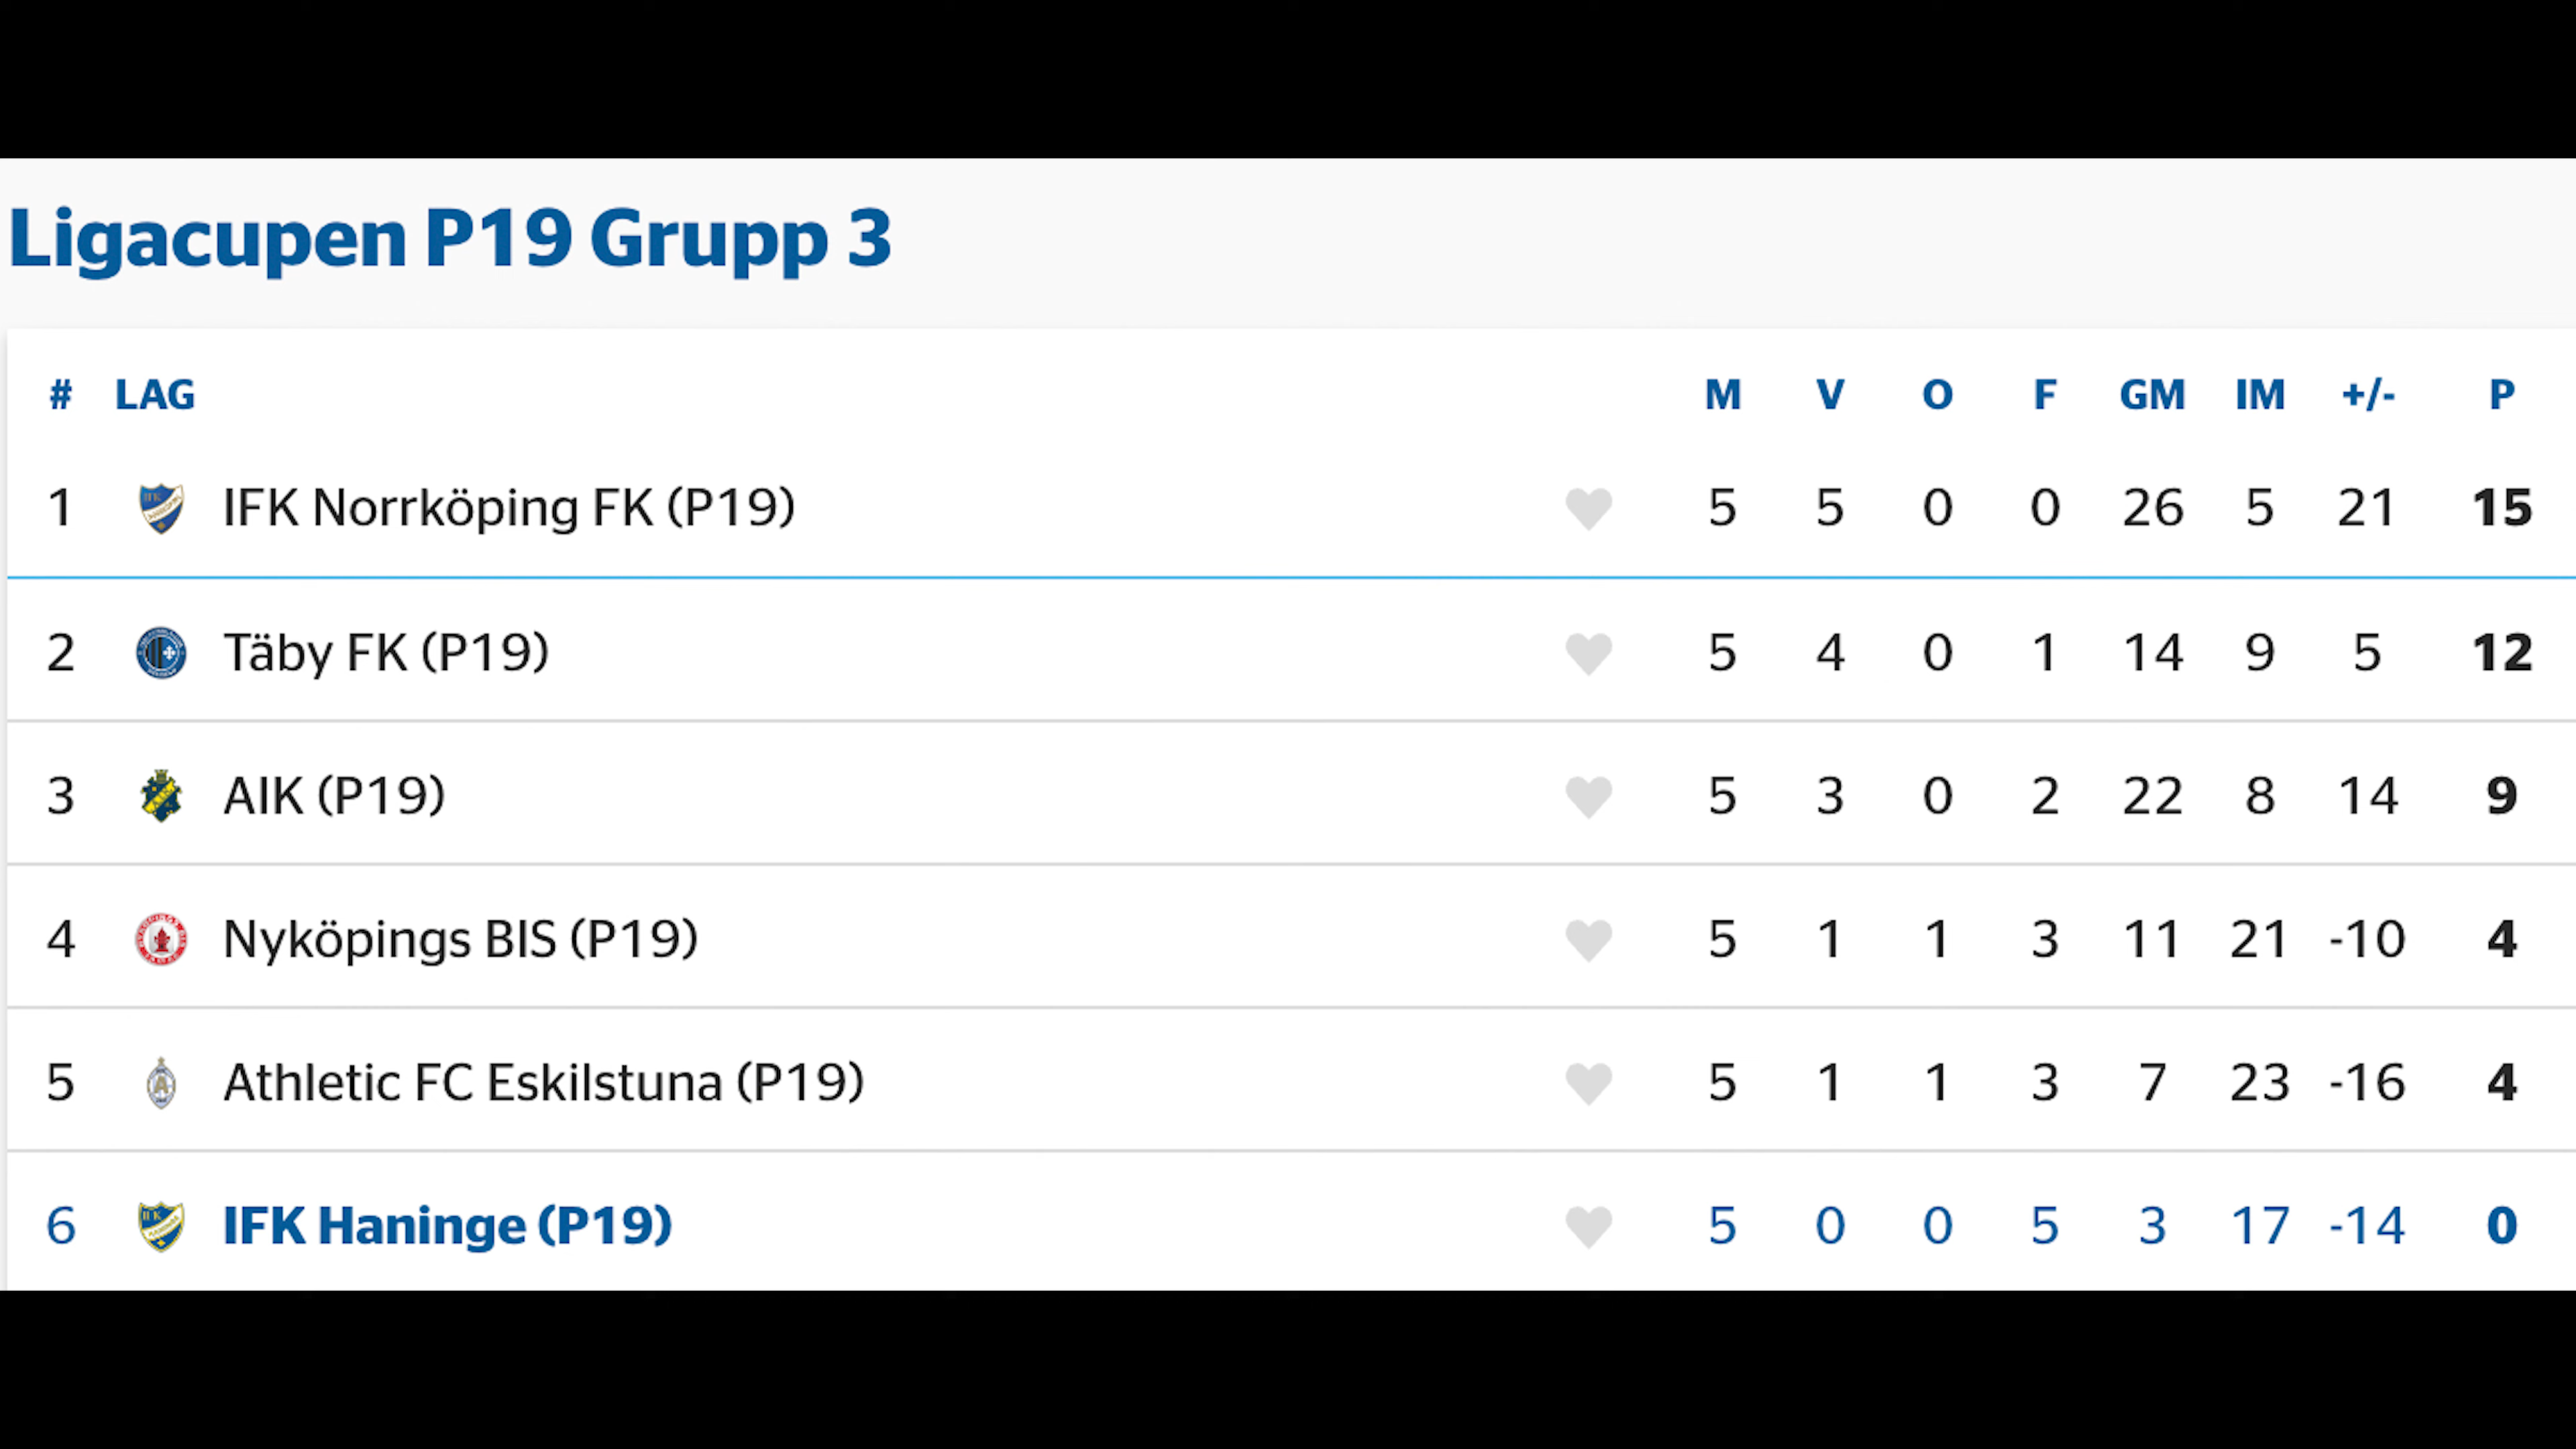 Ligacupen P19 Grupp 3
# LAG M V O F GM IM +/- P
1 IFK Norrköping FK (P19) 5 5 0 0 26 5 21 15
2 Täby FK (P19) 5 4 0 1 14 9 5 12
3 AIK (P19) 5 3 0 2 22 8 14 9
4 Nyköpings BIS (P19) 5 1 1 3 11 21 -10 4
5 Athletic FC Eskilstuna (P19) 5 1 1 3 7 23 -16 4
6 IFK Haninge (P19) 5 0 0 5 3 17 -14 0